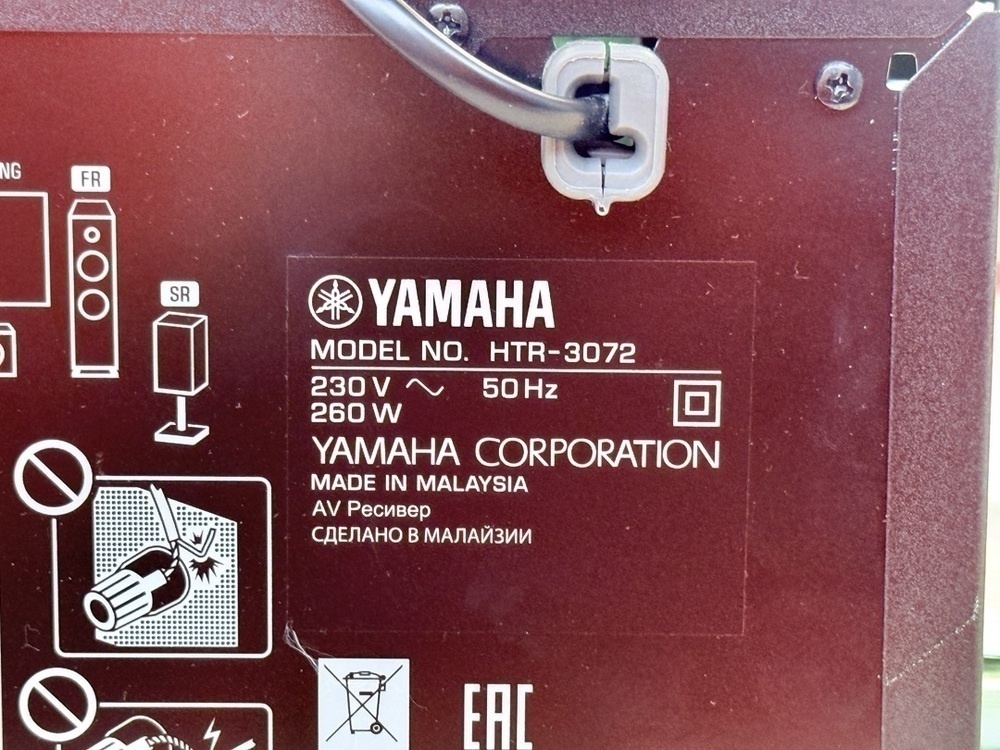 NG
FR
SR
YAMAHA
MODEL NO. HTR-3072
230 V ~ 50 Hz
260 W
YAMAHA CORPORATION
MADE IN MALAYSIA
AV Ресивер
СДЕЛАНО В МАЛАЙЗИИ
EAC